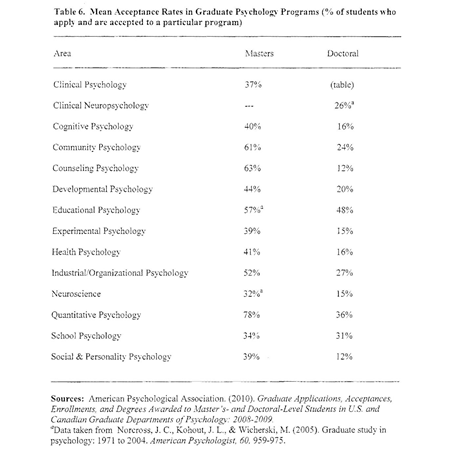 Table 6. Mean Acceptance Rates in Graduate Psychology Programs (% of students who
apply and are accepted to a particular program)
Area Masters Doctoral
Clinical Psychology 37% (table)
Clinical Neuropsychology --- 26%a
Cognitive Psychology 40% 16%
Community Psychology 61% 24%
Counseling Psychology 63% 12%
Developmental Psychology 44% 20%
Educational Psychology 57%a 48%
Experimental Psychology 39% 15%
Health Psychology 41% 16%
Industrial/Organizational Psychology 52% 27%
Neuroscience 32%a 15%
Quantitative Psychology 78% 36%
School Psychology 34% 31%
Social & Personality Psychology 39% 12%
Sources: American Psychological Association. (2010). Graduate Applications, Acceptances,
Enrollments, and Degrees Awarded to Master's- and Doctoral-Level Students in U.S. and
Canadian Graduate Departments of Psychology: 2008-2009.
aData taken from Norcross, J. C., Kohout, J. L., & Wicherski, M. (2005). Graduate study in
psychology: 1971 to 2004. American Psychologist, 60, 959-975.